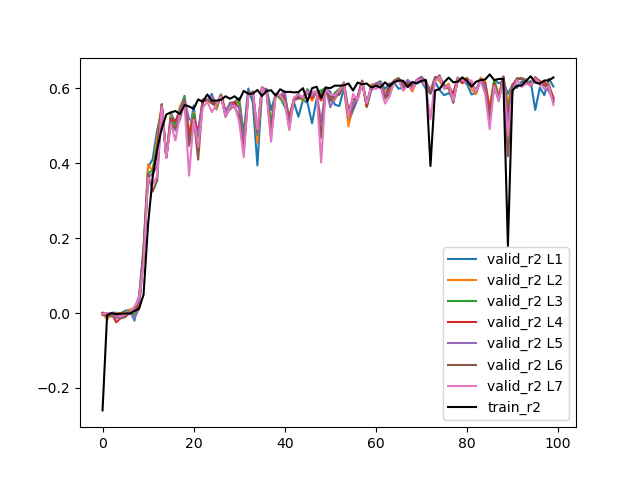 0.6
0.4
0.2
0.0
−0.2
0
20
40
60
80
100
valid_r2 L1
valid_r2 L2
valid_r2 L3
valid_r2 L4
valid_r2 L5
valid_r2 L6
valid_r2 L7
train_r2